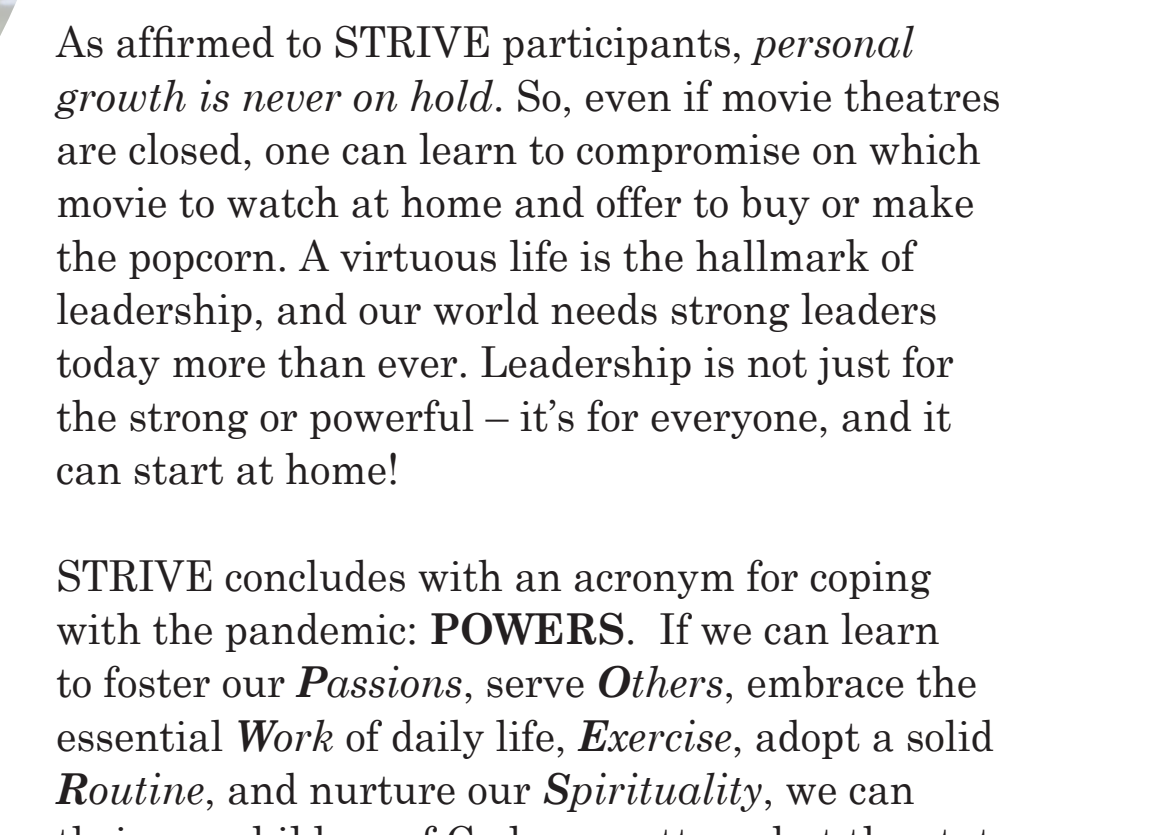 As affirmed to STRIVE participants, personal
growth is never on hold. So, even if movie theatres
are closed, one can learn to compromise on which
movie to watch at home and offer to buy or make
the popcorn. A virtuous life is the hallmark of
leadership, and our world needs strong leaders
today more than ever. Leadership is not just for
the strong or powerful – it’s for everyone, and it
can start at home!
STRIVE concludes with an acronym for coping
with the pandemic: POWERS.  If we can learn
to foster our Passions, serve Others, embrace the
essential Work of daily life, Exercise, adopt a solid
Routine, and nurture our Spirituality, we can